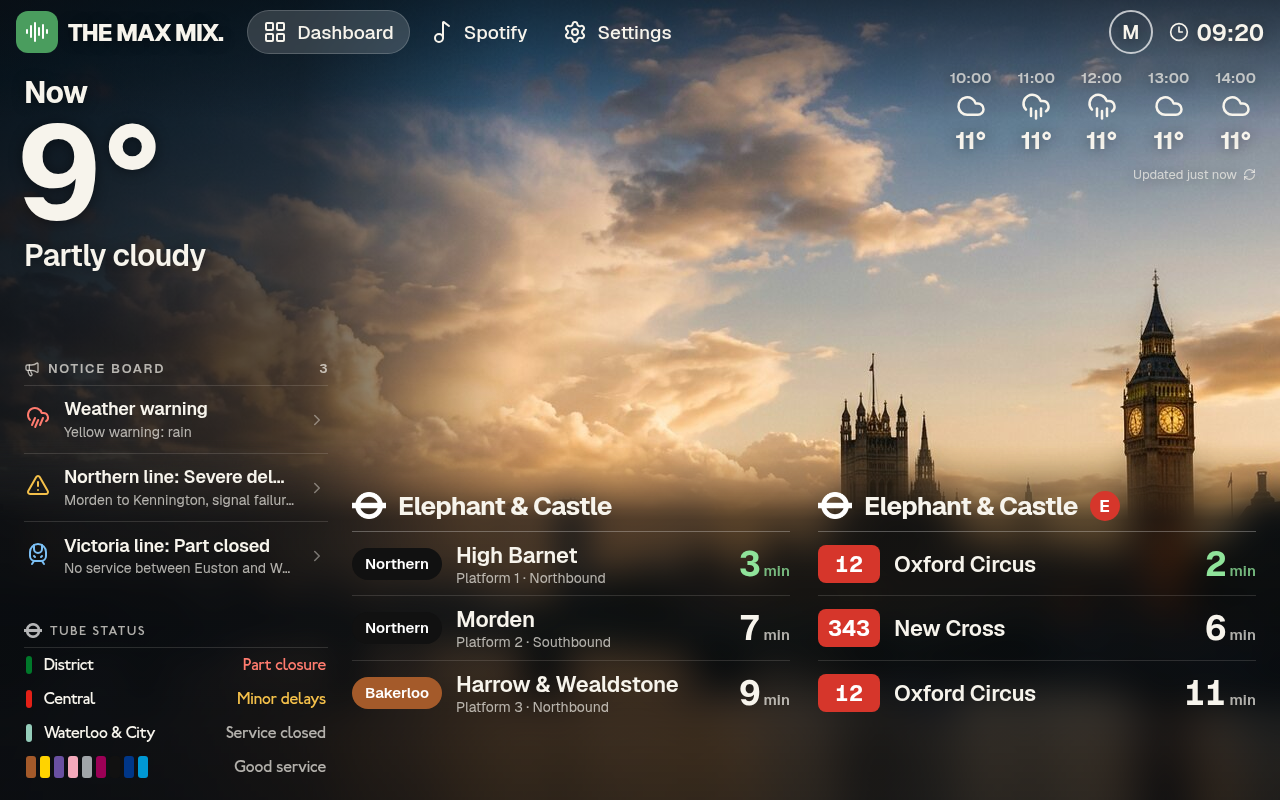 THE MAX MIX.
Dashboard
Spotify
Settings
M
09:20
Now
9°
Partly cloudy
10:00 11:00 12:00 13:00 14:00
11° 11° 11° 11° 11°
Updated just now
NOTICE BOARD 3
Weather warning
Yellow warning: rain
Northern line: Severe del...
Morden to Kennington, signal failur...
Victoria line: Part closed
No service between Euston and W...
TUBE STATUS
District Part closure
Central Minor delays
Waterloo & City Service closed
Good service
Elephant & Castle
Northern High Barnet 3 min
Platform 1 · Northbound
Northern Morden 7 min
Platform 2 · Southbound
Bakerloo Harrow & Wealdstone 9 min
Platform 3 · Northbound
Elephant & Castle E
12 Oxford Circus 2 min
343 New Cross 6 min
12 Oxford Circus 11 min